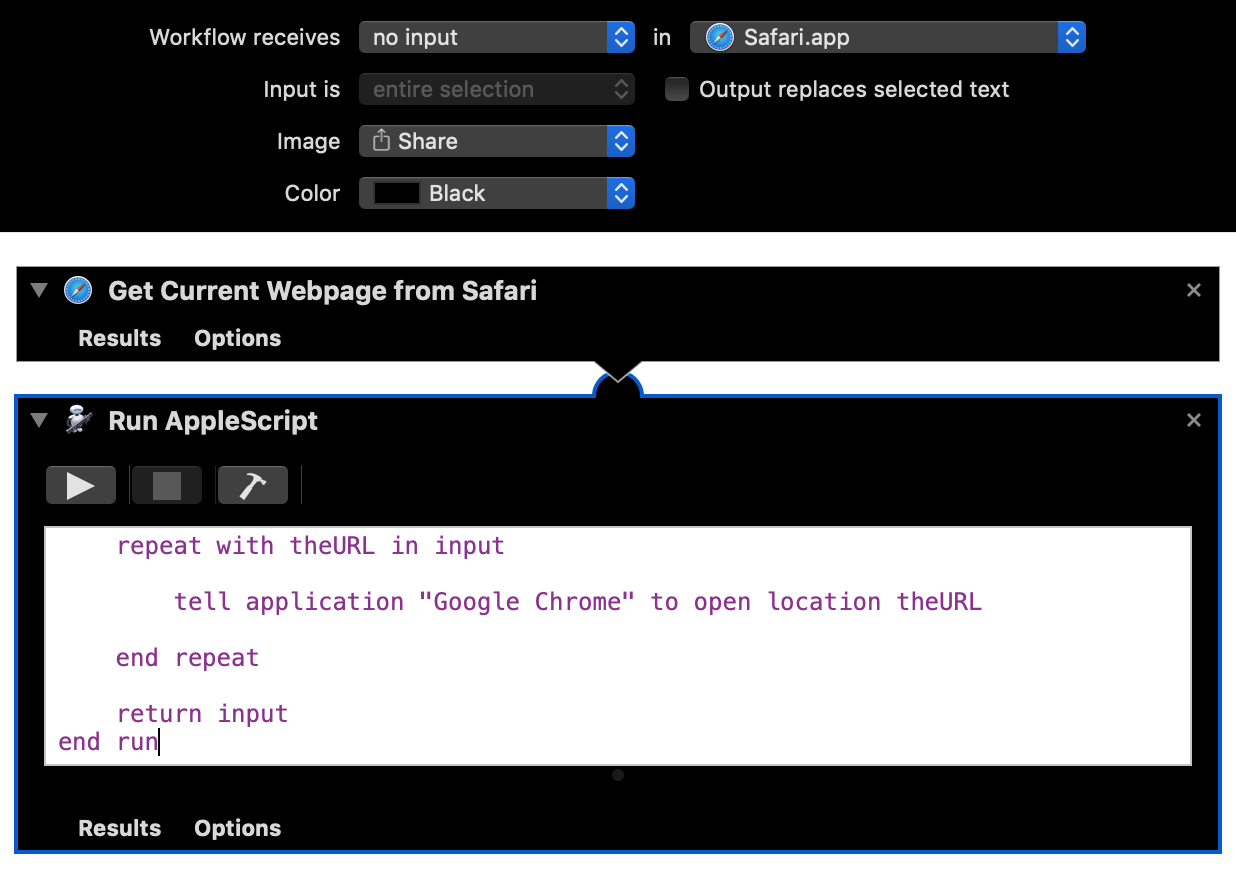 Workflow receives no input in Safari.app
Input is entire selection Output replaces selected text
Image Share
Color Black
Get Current Webpage from Safari
Results Options
Run AppleScript
repeat with theURL in input
tell application "Google Chrome" to open location theURL
end repeat
return input
end run
Results Options